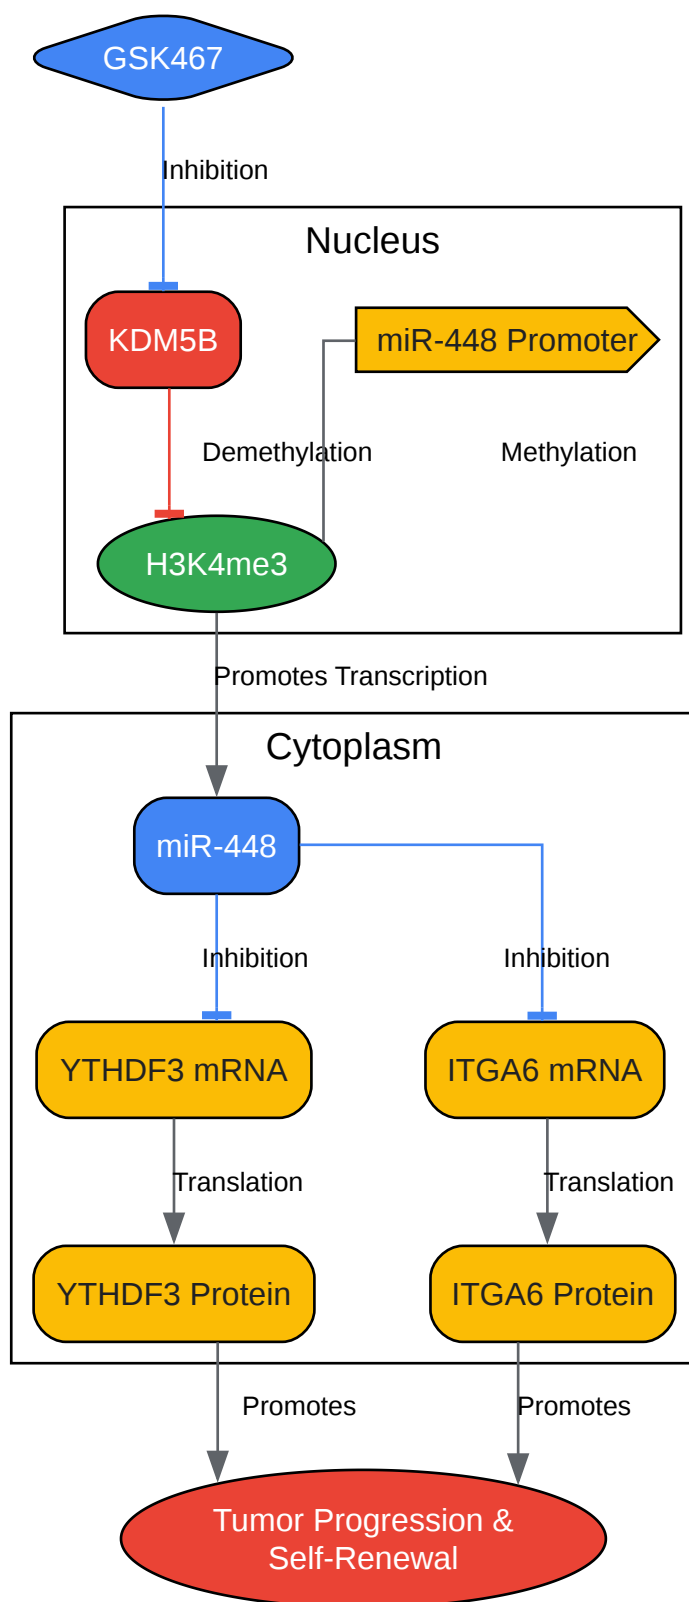 GSK467
Inhibition
Nucleus
KDM5B
miR-448 Promoter
Demethylation
Methylation
H3K4me3
Promotes Transcription
Cytoplasm
miR-448
Inhibition
Inhibition
YTHDF3 mRNA
ITGA6 mRNA
Translation
Translation
YTHDF3 Protein
ITGA6 Protein
Promotes
Promotes
Tumor Progression &
Self-Renewal